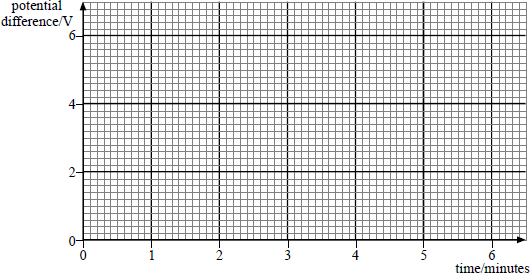 potential
difference/V
6
4
2
0
0 1 2 3 4 5 6
time/minutes